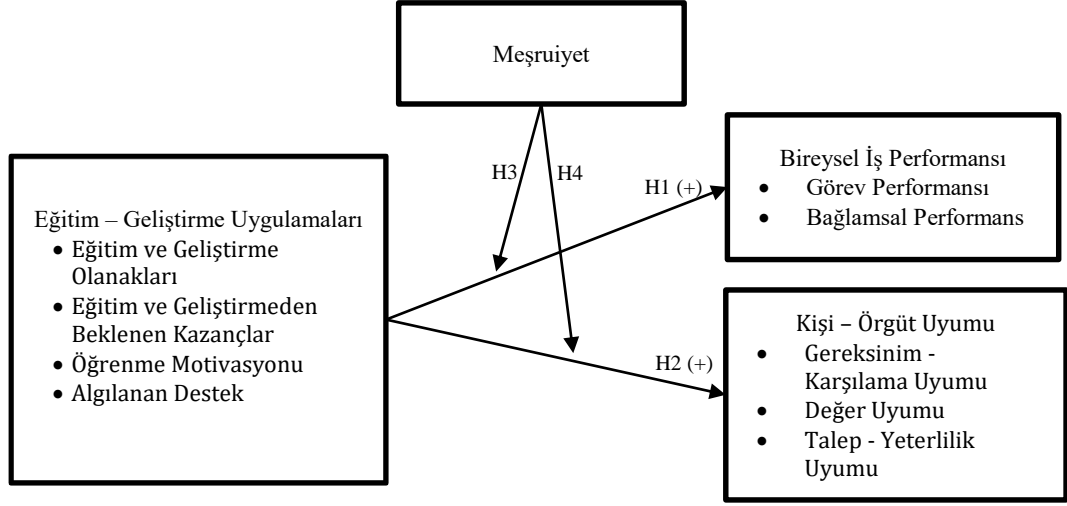 Meşruiyet
H3
H4
H1 (+)
H2 (+)
Eğitim – Geliştirme Uygulamaları
• Eğitim ve Geliştirme
Olanakları
• Eğitim ve Geliştirmeden
Beklenen Kazançlar
• Öğrenme Motivasyonu
• Algılanan Destek
Bireysel İş Performansı
• Görev Performansı
• Bağlamsal Performans
Kişi – Örgüt Uyumu
• Gereksinim -
Karşılama Uyumu
• Değer Uyumu
• Talep - Yeterlilik
Uyumu